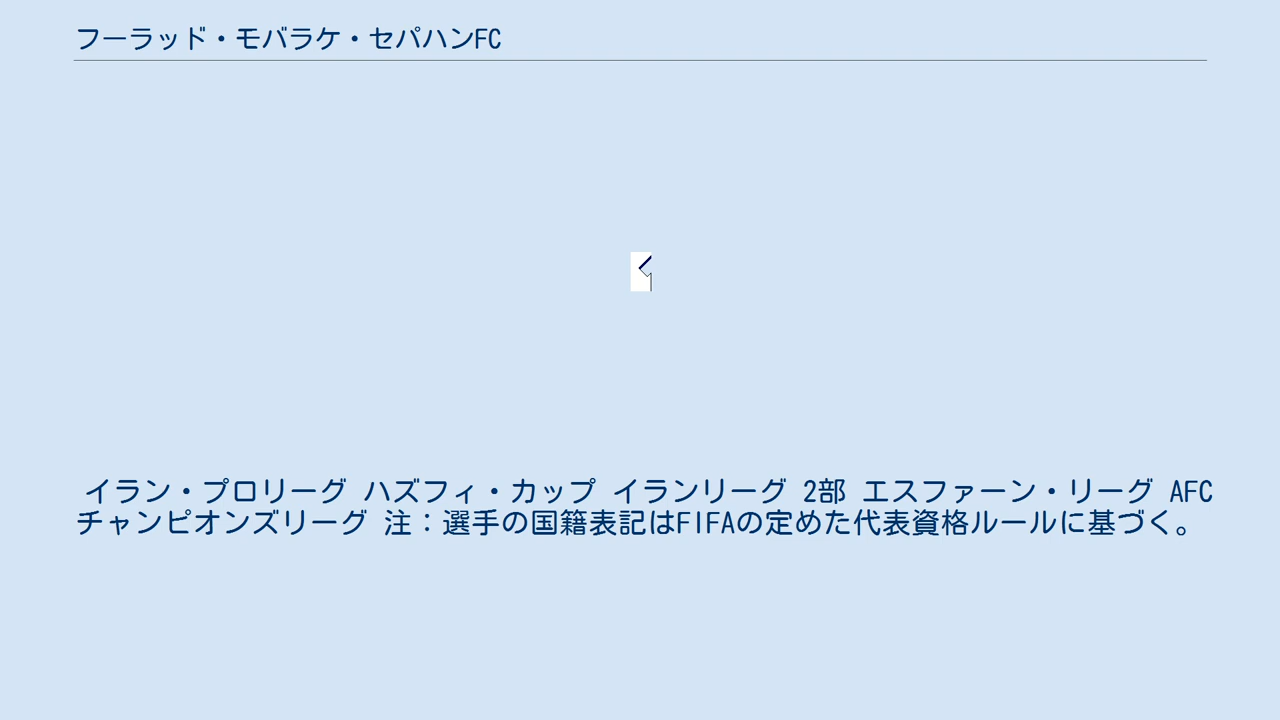 フーラッド・モバラケ・セパハンFC
イラン・プロリーグ ハズフィ・カップ イランリーグ 2部 エスファーン・リーグ AFC
チャンピオンズリーグ 注：選手の国籍表記はFIFAの定めた代表資格ルールに基づく。